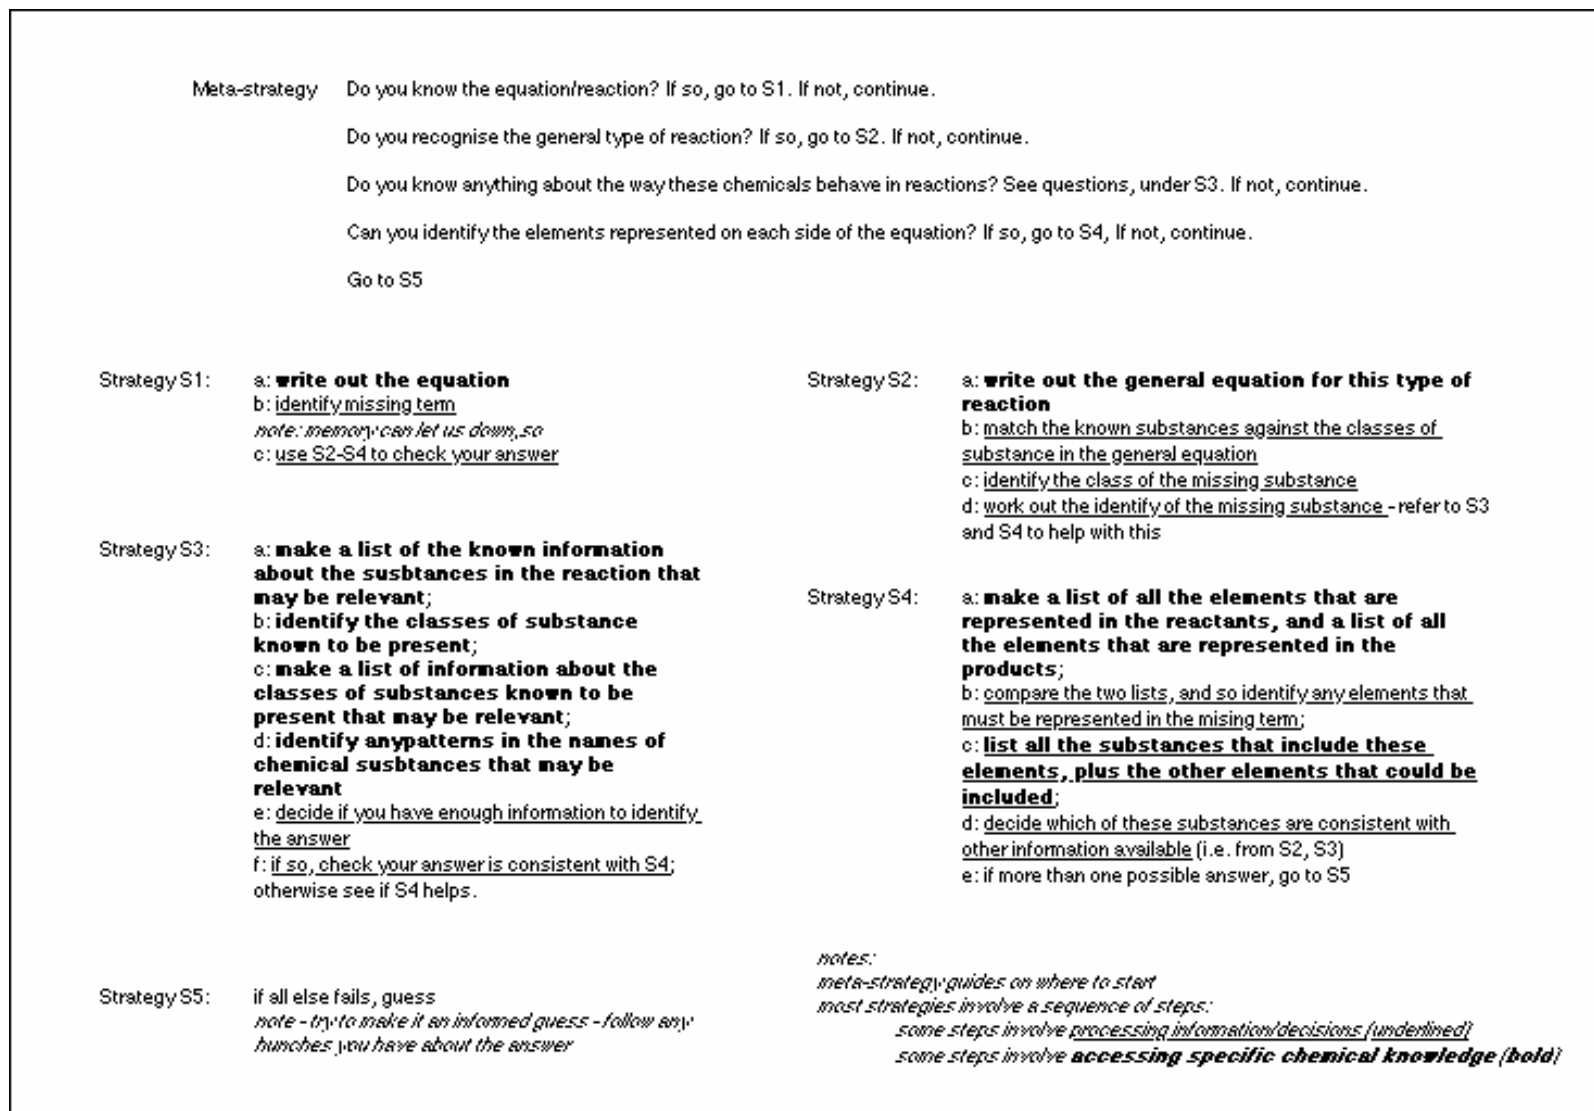 Meta-strategy Do you know the equation/reaction? If so, go to S1. If not, continue.
Do you recognise the general type of reaction? If so, go to S2. If not, continue.
Do you know anything about the way these chemicals behave in reactions? See questions, under S3. If not, continue.
Can you identify the elements represented on each side of the equation? If so, go to S4, If not, continue.
Go to S5
Strategy S1: a: write out the equation
b: identify missing term
note: memory can let us down, so
c: use S2-S4 to check your answer
Strategy S2: a: write out the general equation for this type of
reaction
b: match the known substances against the classes of
substance in the general equation
c: identify the class of the missing substance
d: work out the identify of the missing substance - refer to S3
and S4 to help with this
Strategy S3: a: make a list of the known information
about the susbtances in the reaction that
may be relevant;
b: identify the classes of substance
known to be present;
c: make a list of information about the
classes of substances known to be
present that may be relevant;
d: identify anypatterns in the names of
chemical susbtances that may be
relevant
e: decide if you have enough information to identify
the answer
f: if so, check your answer is consistent with S4;
otherwise see if S4 helps.
Strategy S4: a: make a list of all the elements that are
represented in the reactants, and a list of all
the elements that are represented in the
products;
b: compare the two lists, and so identify any elements that
must be represented in the mising term;
c: list all the substances that include these
elements, plus the other elements that could be
included;
d: decide which of these substances are consistent with
other information available (i.e. from S2, S3)
e: if more than one possible answer, go to S5
Strategy S5: if all else fails, guess
note - try to make it an informed guess - follow any
hunches you have about the answer
notes:
meta-strategy guides on where to start
most strategies involve a sequence of steps:
some steps involve processing information/decisions (underlined)
some steps involve accessing specific chemical knowledge (bold)